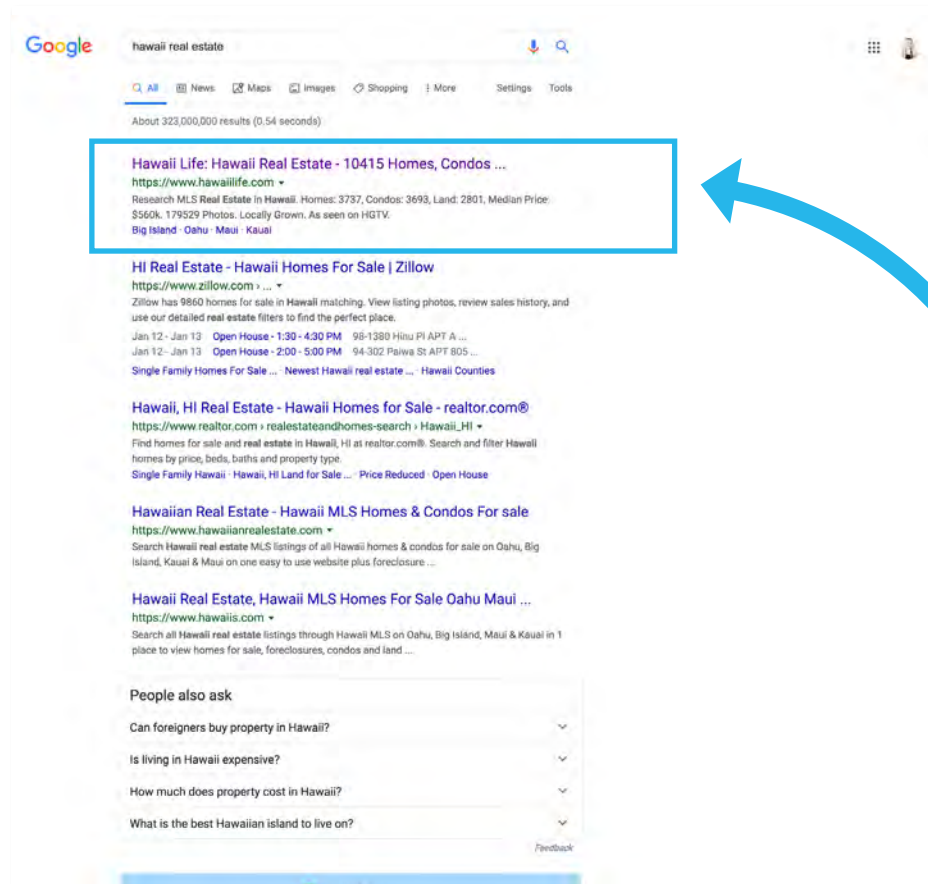 Google
hawaii real estate
All News Maps Images Shopping More Settings Tools
About 323,000,000 results (0.54 seconds)
Hawaii Life: Hawaii Real Estate - 10415 Homes, Condos ...
https://www.hawaiilife.com
Research MLS Real Estate in Hawaii. Homes: 3737, Condos: 3693, Land: 2801, Median Price:
$560k. 179529 Photos. Locally Grown. As seen on HGTV.
Big Island · Oahu · Maui · Kauai
HI Real Estate - Hawaii Homes For Sale | Zillow
https://www.zillow.com › ...
Zillow has 9860 homes for sale in Hawaii matching. View listing photos, review sales history, and
use our detailed real estate filters to find the perfect place.
Jan 12 - Jan 13 Open House - 1:30 - 4:30 PM 98-1380 Hinu Pl APT A ...
Jan 12 - Jan 13 Open House - 2:00 - 5:00 PM 94-302 Paiwa St APT 805 ...
Single Family Homes For Sale ... · Newest Hawaii real estate ... · Hawaii Counties
Hawaii, HI Real Estate - Hawaii Homes for Sale - realtor.com®
https://www.realtor.com › realestateandhomes-search › Hawaii_HI
Find homes for sale and real estate in Hawaii, HI at realtor.com®. Search and filter Hawaii
homes by price, beds, baths and property type.
Single Family Hawaii · Hawaii, HI Land for Sale ... · Price Reduced · Open House
Hawaiian Real Estate - Hawaii MLS Homes & Condos For sale
https://www.hawaiianrealestate.com
Search Hawaii real estate MLS listings of all Hawaii homes & condos for sale on Oahu, Big
Island, Kauai & Maui on one easy to use website plus foreclosure ...
Hawaii Real Estate, Hawaii MLS Homes For Sale Oahu Maui ...
https://www.hawaiis.com
Search all Hawaii real estate listings through Hawaii MLS on Oahu, Big Island, Maui & Kauai in 1
place to view homes for sale, foreclosures, condos and land ...
People also ask
Can foreigners buy property in Hawaii?
Is living in Hawaii expensive?
How much does property cost in Hawaii?
What is the best Hawaiian island to live on?
Feedback